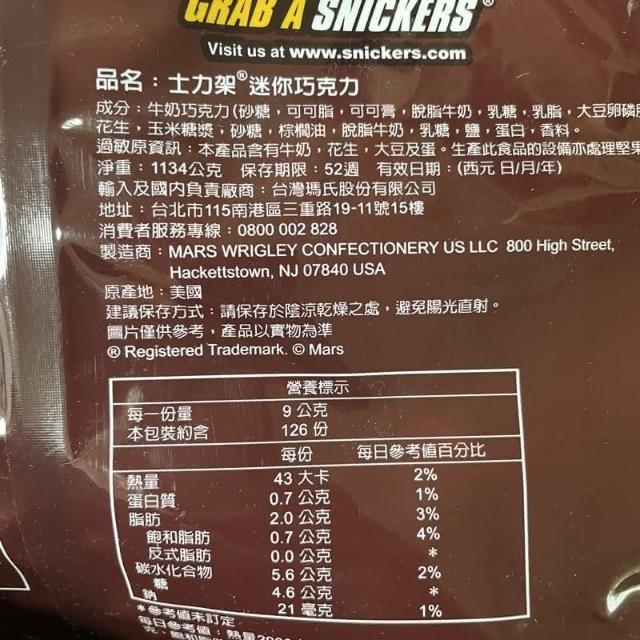 GRAB A SNICKERS®
Visit us at www.snickers.com
品名：士力架®迷你巧克力
成分：牛奶巧克力(砂糖，可可脂，可可膏，脫脂牛奶，乳糖，乳脂，大豆卵磷脂
花生，玉米糖漿，砂糖，棕櫚油，脫脂牛奶，乳糖，鹽，蛋白，香料。
過敏原資訊：本產品含有牛奶，花生，大豆及蛋。生產此食品的設備亦處理堅果
淨重：1134公克 保存期限：52週 有效日期：(西元 日/月/年)
輸入及國內負責廠商：台灣瑪氏股份有限公司
地址：台北市115南港區三重路19-11號15樓
消費者服務專線：0800 002 828
製造商：MARS WRIGLEY CONFECTIONERY US LLC 800 High Street,
Hackettstown, NJ 07840 USA
原產地：美國
建議保存方式：請保存於陰涼乾燥之處，避免陽光直射。
圖片僅供參考，產品以實物為準
® Registered Trademark. © Mars
營養標示
每一份量 9 公克
本包裝約含 126 份
每份 每日參考值百分比
熱量 43 大卡 2%
蛋白質 0.7 公克 1%
脂肪 2.0 公克 3%
飽和脂肪 0.7 公克 4%
反式脂肪 0.0 公克 *
碳水化合物 5.6 公克 2%
糖 4.6 公克 *
鈉 21 毫克 1%
*參考值未訂定
每日參考值：熱量